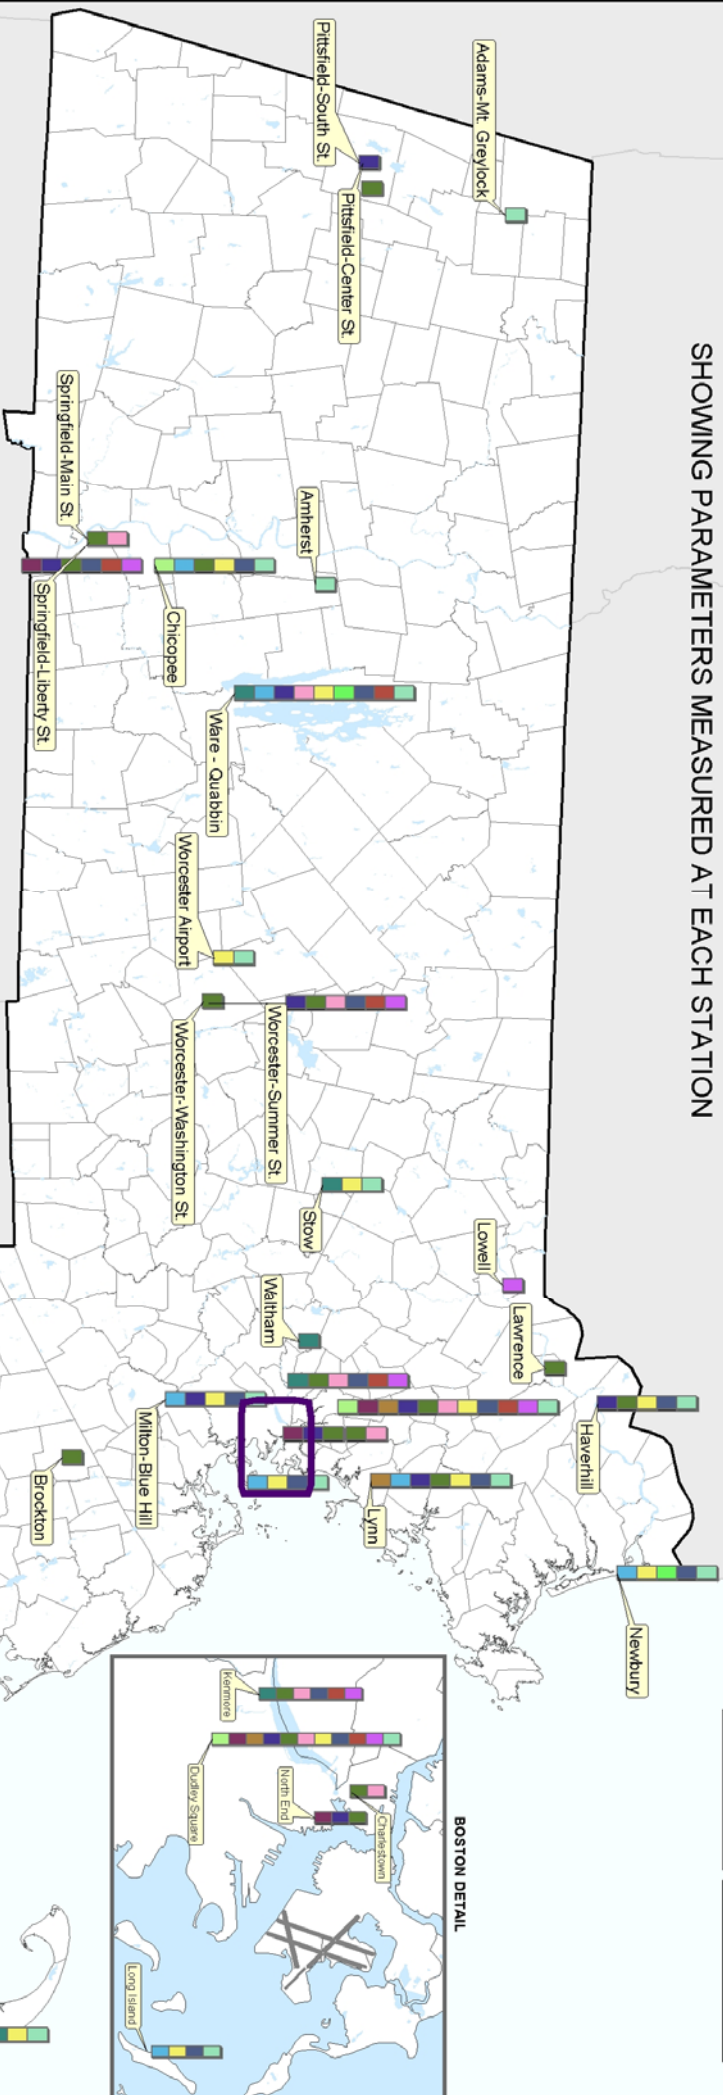 SHOWING PARAMETERS MEASURED AT EACH STATION
Adams-Mt. Greylock
Pittsfield-South St.
Pittsfield-Center St.
Amherst
Springfield-Main St.
Springfield-Liberty St.
Chicopee
Ware - Quabbin
Worcester Airport
Worcester-Summer St.
Worcester-Washington St.
Stow
Lowell
Lawrence
Waltham
Haverhill
Lynn
Milton-Blue Hill
Brockton
Newbury
BOSTON DETAIL
Kenmore
Dudley Square
North End
Charlestown
Long Island